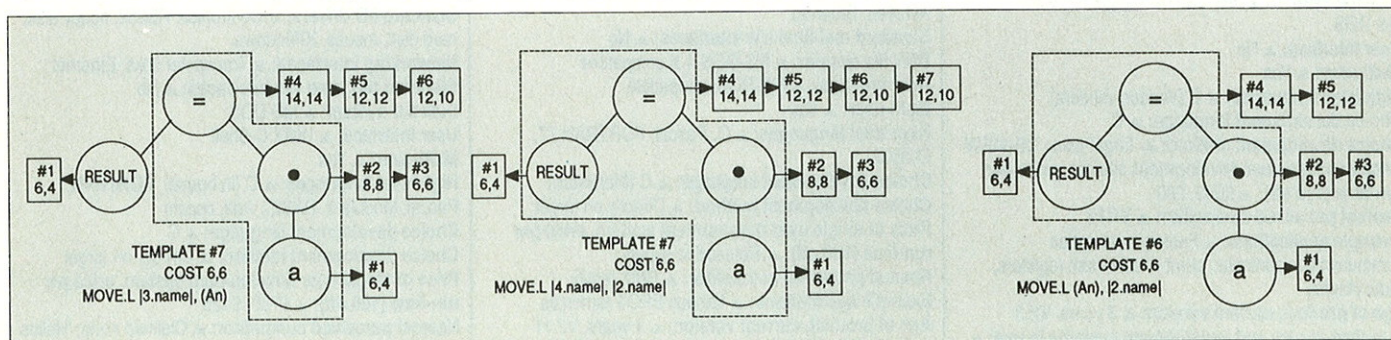 =
#4 #5 #6
14,14 12,12 12,10
#1
6,4
RESULT
•
#2 #3
8,8 6,6
TEMPLATE #7
COST 6,6
MOVE.L |3.name|, (An)
a
#1
6,4
=
#4 #5 #6 #7
14,14 12,12 12,10 12,10
#1
6,4
RESULT
•
#2 #3
8,8 6,6
TEMPLATE #7
COST 6,6
MOVE.L |4.name|, |2.name|
a
#1
6,4
=
#4 #5
14,14 12,12
#1
6,4
RESULT
•
#2 #3
8,8 6,6
TEMPLATE #6
COST 6,6
MOVE.L (An), |2.name|
a
#1
6,4